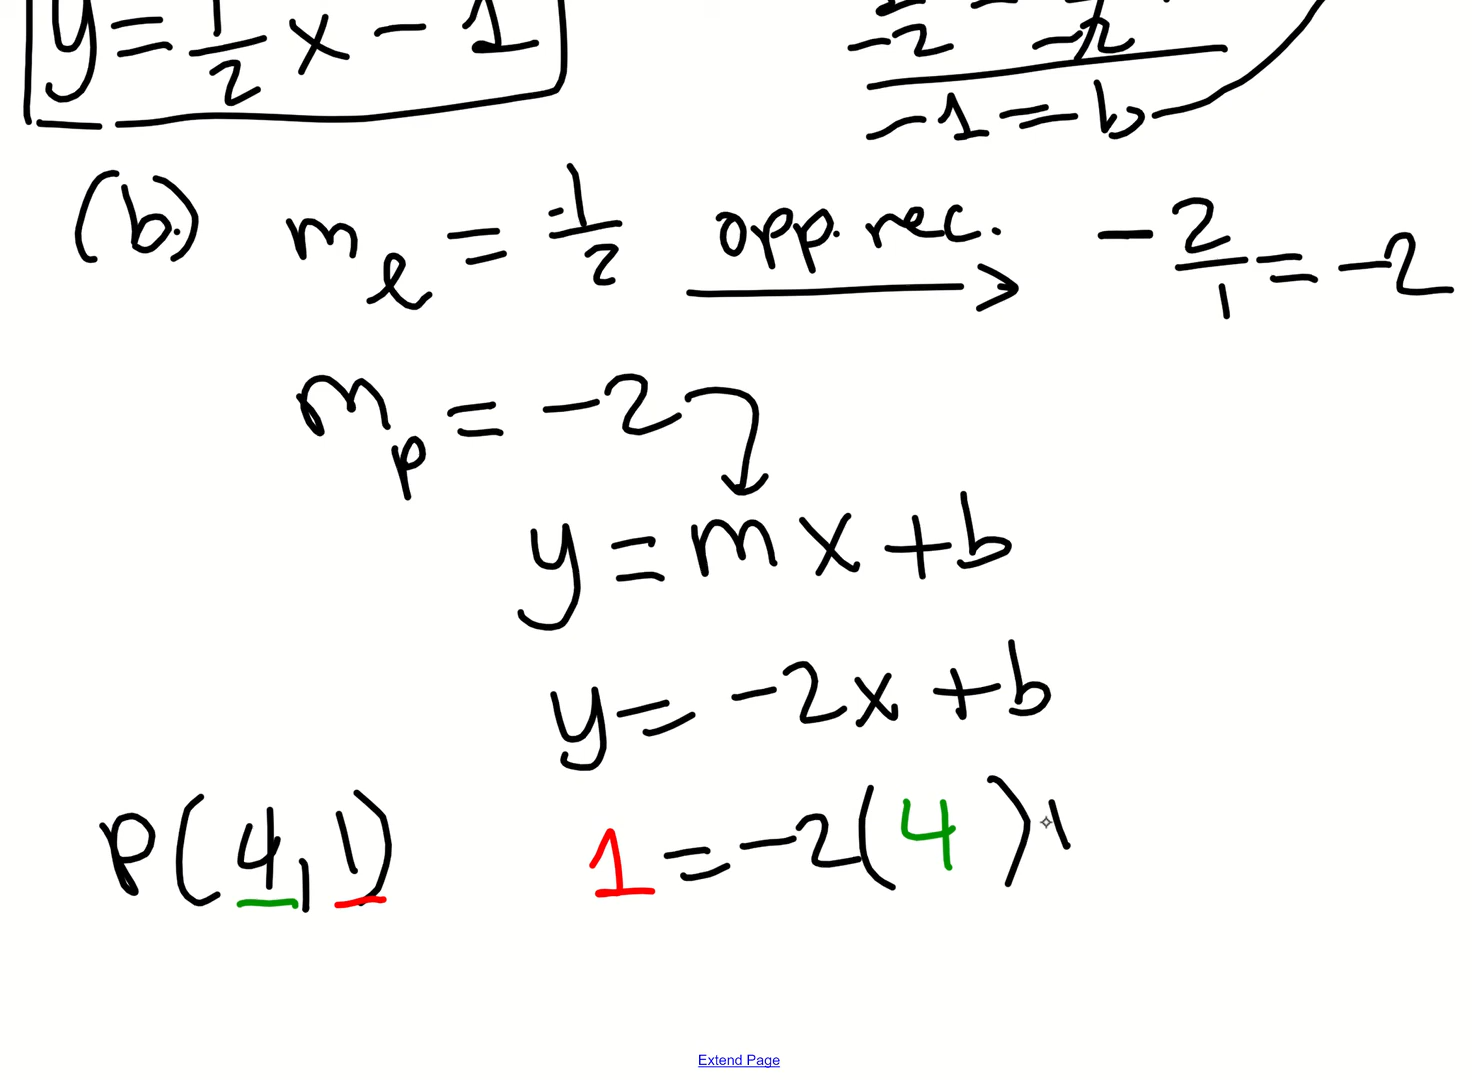 y = 1/2 x - 1
-2 -2
-1 = b
(b.) m_ℓ = 1/2 opp. rec. → -2/1 = -2
m_p = -2
y = mx + b
y = -2x + b
P(4, 1) 1 = -2(4)
Extend Page